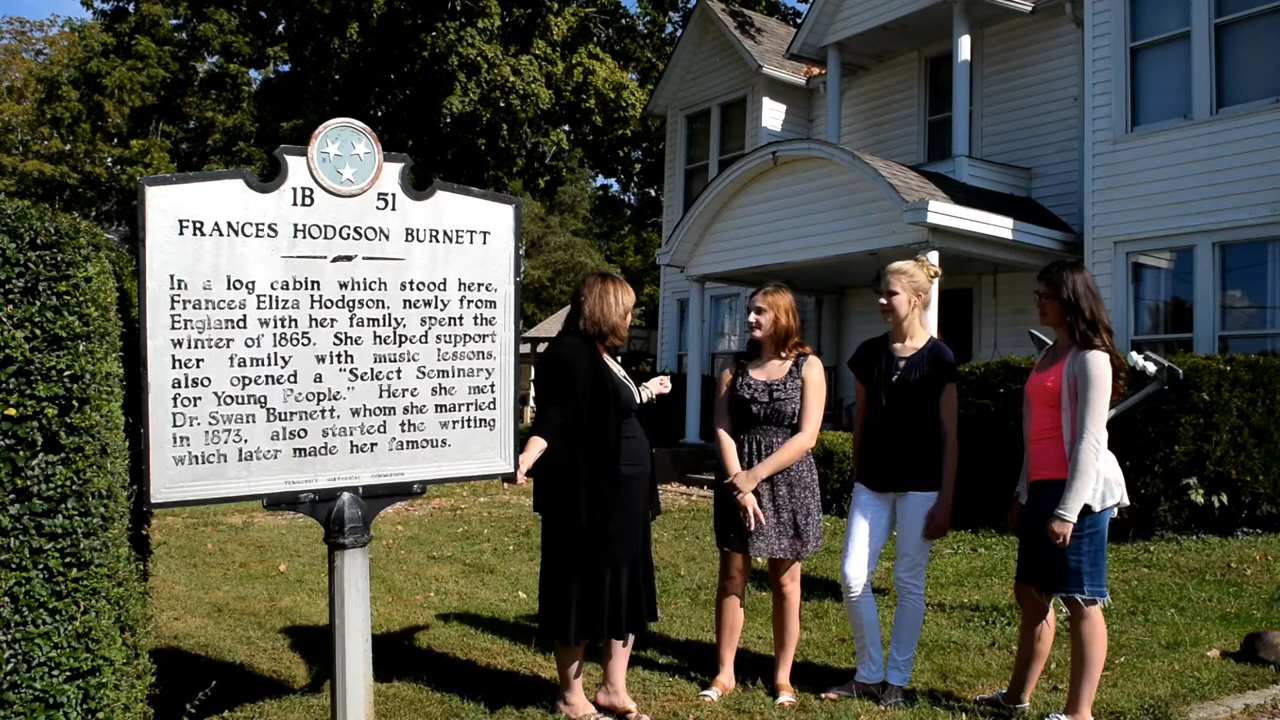 1B 51
FRANCES HODGSON BURNETT
In a log cabin which stood here,
Frances Eliza Hodgson, newly from
England with her family, spent the
winter of 1865. She helped support
her family with music lessons,
also opened a "Select Seminary
for Young People." Here she met
Dr. Swan Burnett, whom she married
in 1873, also started the writing
which later made her famous.
TENNESSEE HISTORICAL COMMISSION